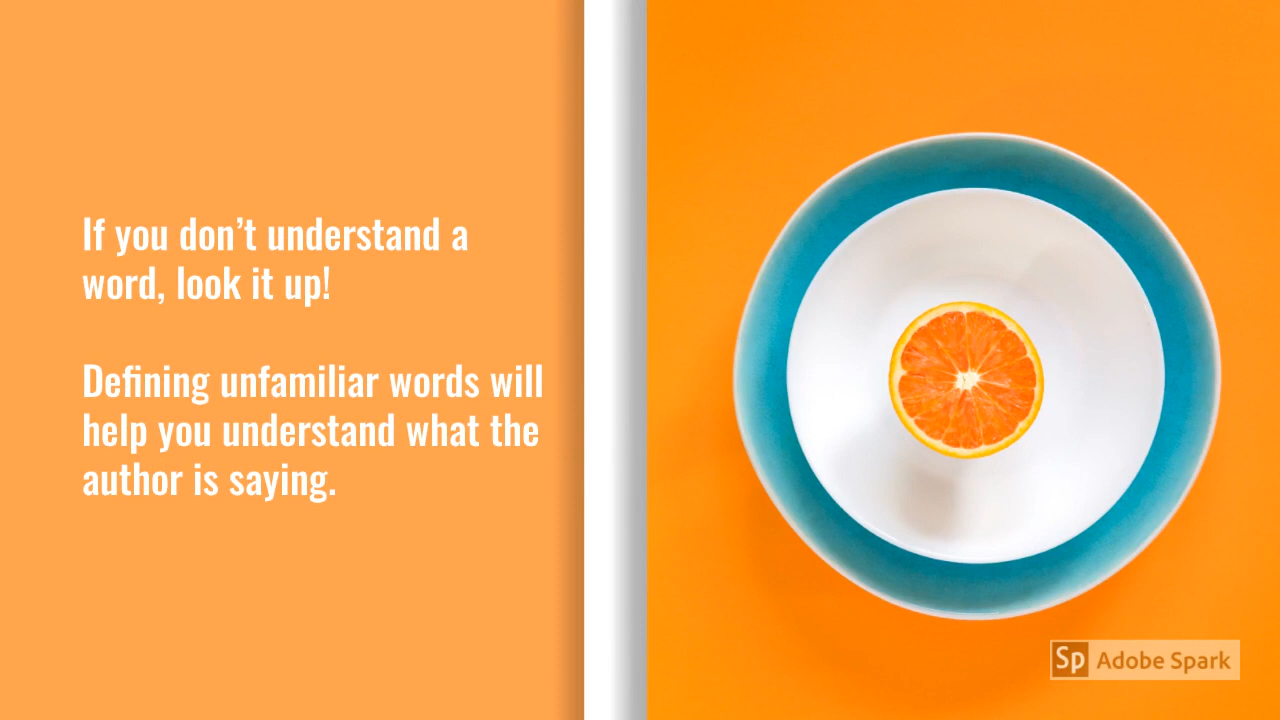 If you don’t understand a
word, look it up!
Defining unfamiliar words will
help you understand what the
author is saying.
Sp Adobe Spark